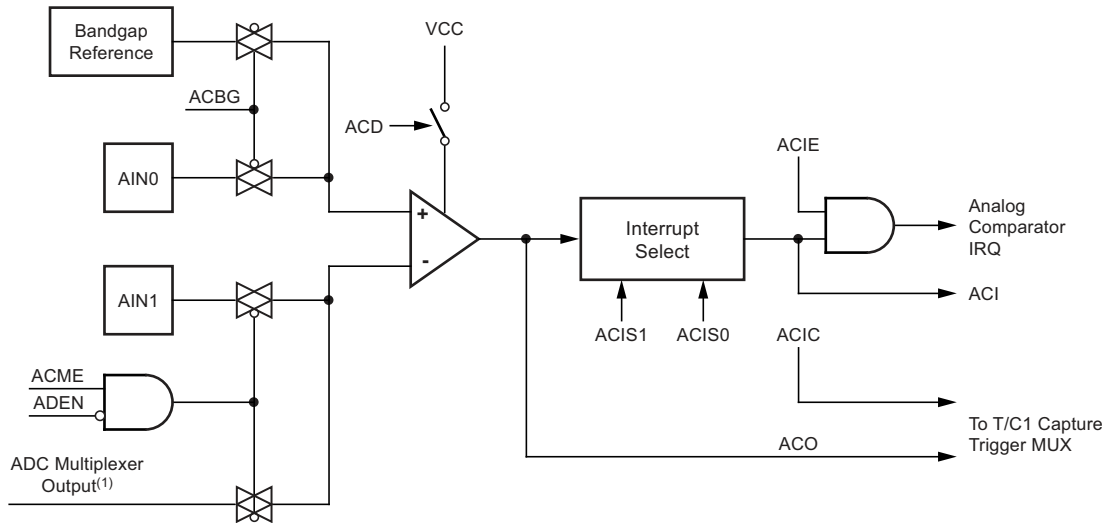 Bandgap
Reference
VCC
ACBG
ACD
ACIE
AIN0
+
Interrupt
Select
Analog
Comparator
IRQ
-
AIN1
ACI
ACIS1
ACIS0
ACIC
ACME
ADEN
To T/C1 Capture
Trigger MUX
ACO
ADC Multiplexer
Output(1)